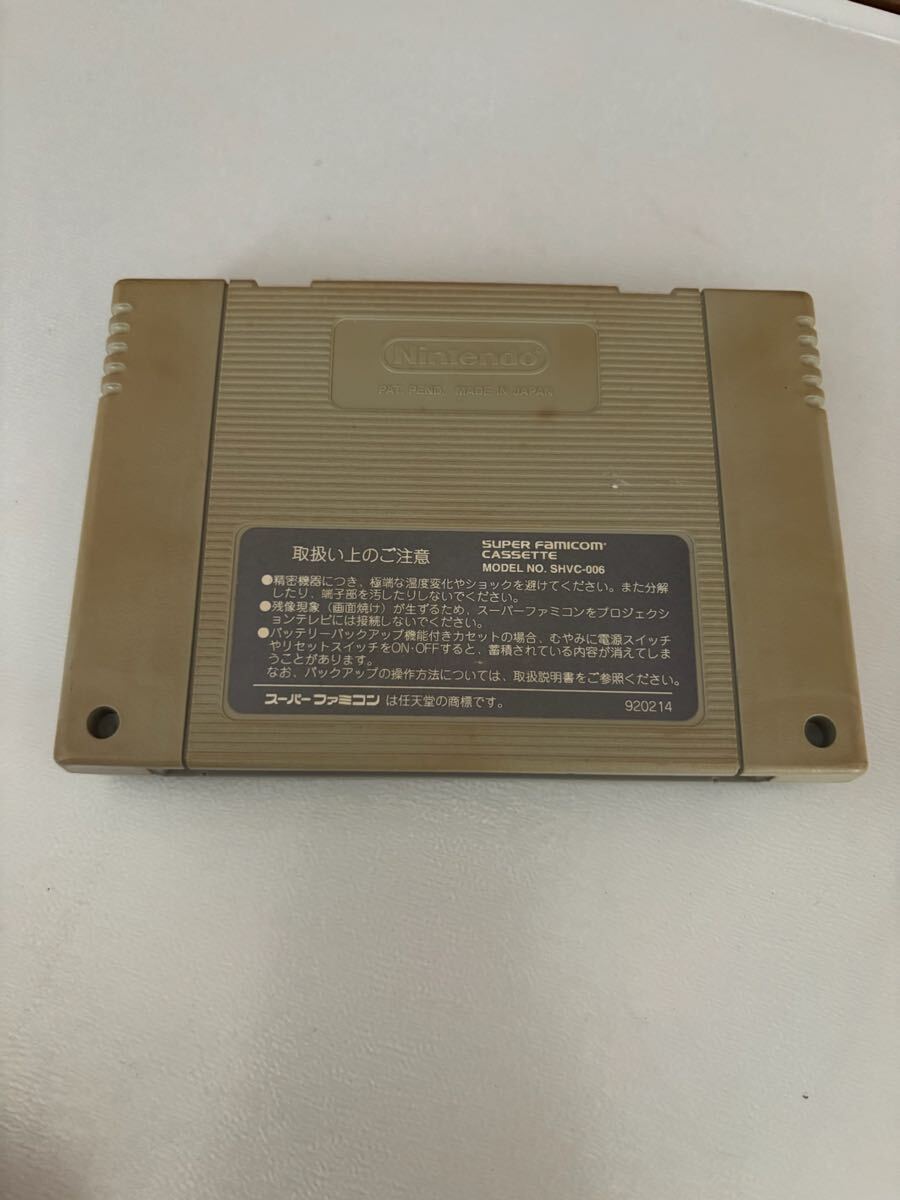 Nintendo®
PAT. PEND. MADE IN JAPAN
取扱い上のご注意
SUPER FAMICOM®
CASSETTE
MODEL NO. SHVC-006
●精密機器につき、極端な温度変化やショックを避けてください。また分解
したり、端子部を汚したりしないでください。
●残像現象（画面焼け）が生ずるため、スーパーファミコンをプロジェクシ
ョンテレビには接続しないでください。
●バッテリーバックアップ機能付きカセットの場合、むやみに電源スイッチ
やリセットスイッチをON・OFFすると、蓄積されている内容が消えてしま
うことがあります。
なお、バックアップの操作方法については、取扱説明書をご参照ください。
スーパーファミコン は任天堂の商標です。
920214